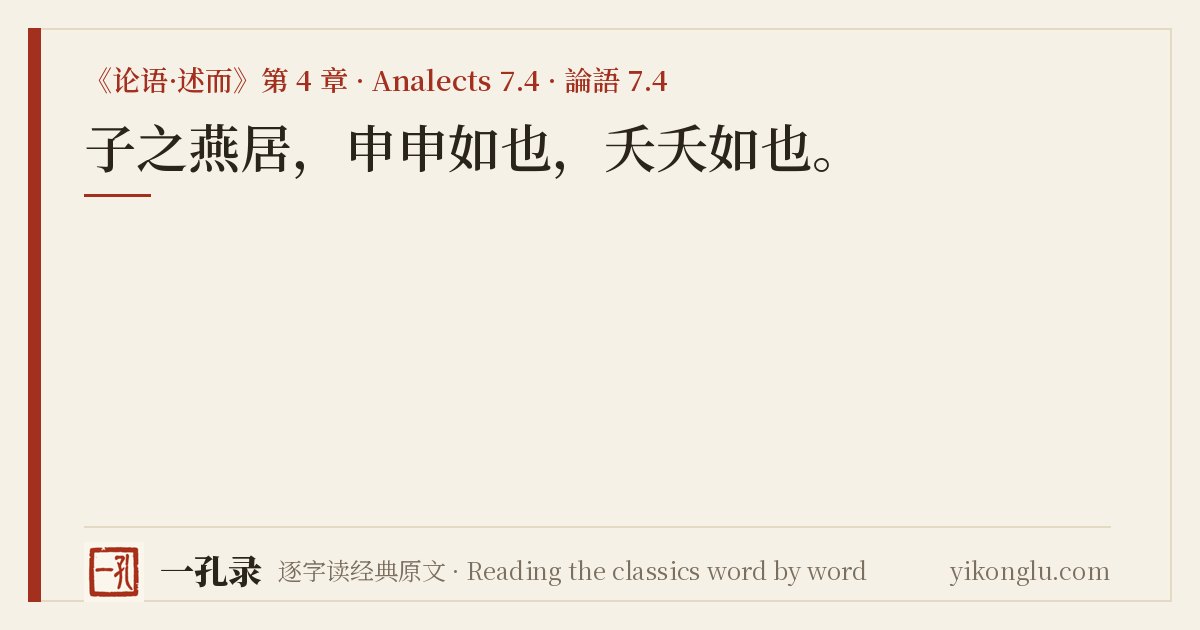 《论语·述而》第 4 章 · Analects 7.4 · 論語 7.4
子之燕居，申申如也，夭夭如也。
一孔 一孔录 逐字读经典原文 · Reading the classics word by word yikonglu.com